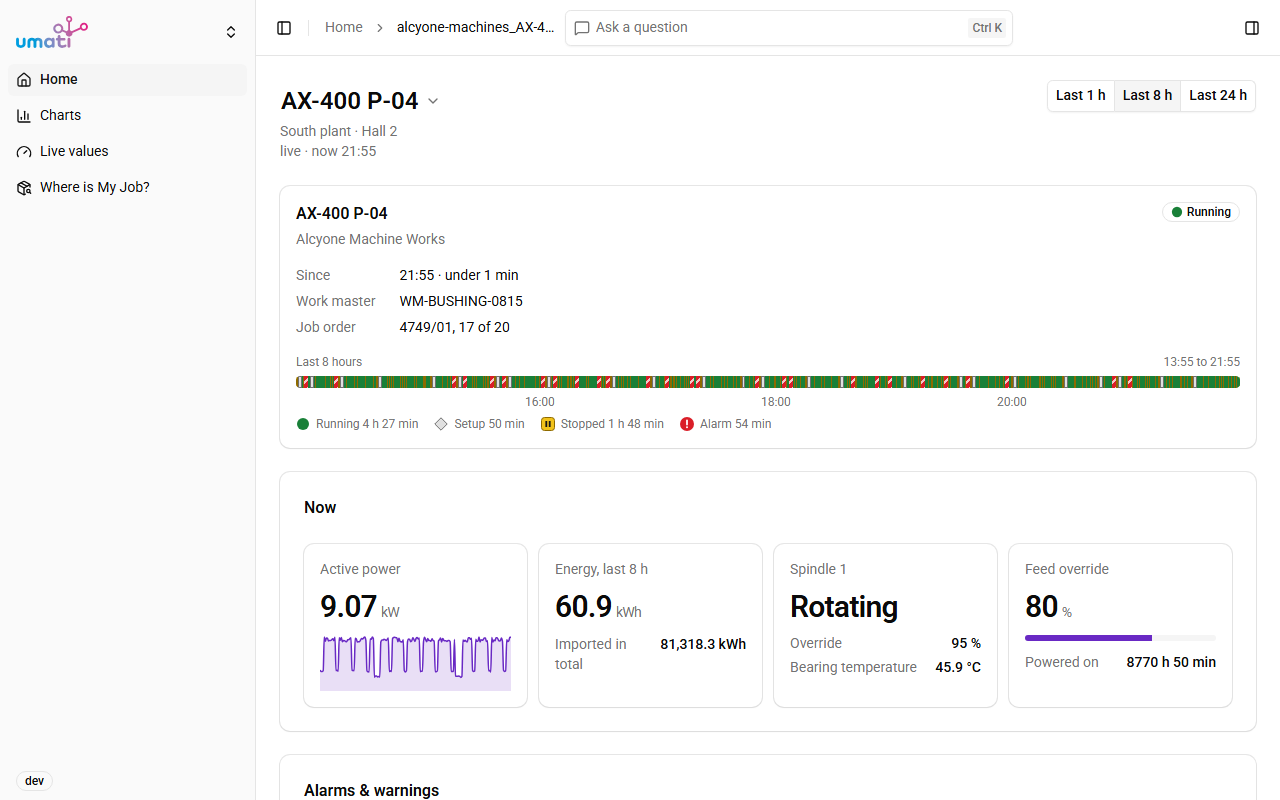 umati
Home
Charts
Live values
Where is My Job?
dev
Home
alcyone-machines_AX-4...
Ask a question
Ctrl K
AX-400 P-04
South plant · Hall 2
live · now 21:55
Last 1 h
Last 8 h
Last 24 h
AX-400 P-04
Running
Alcyone Machine Works
Since 21:55 · under 1 min
Work master WM-BUSHING-0815
Job order 4749/01, 17 of 20
Last 8 hours
13:55 to 21:55
16:00
18:00
20:00
Running 4 h 27 min
Setup 50 min
Stopped 1 h 48 min
Alarm 54 min
Now
Active power
9.07 kW
Energy, last 8 h
60.9 kWh
Imported in total 81,318.3 kWh
Spindle 1
Rotating
Override 95 %
Bearing temperature 45.9 °C
Feed override
80 %
Powered on 8770 h 50 min
Alarms & warnings